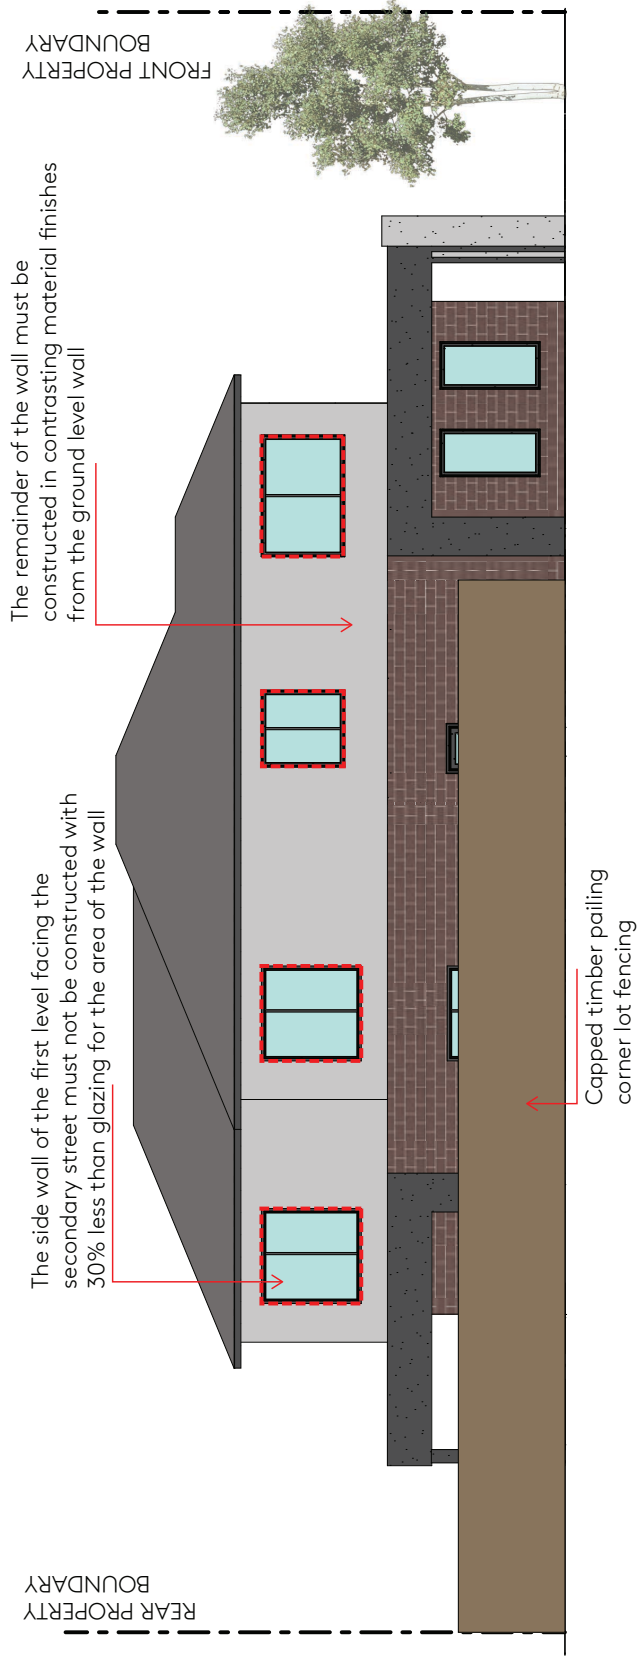 REAR PROPERTY
BOUNDARY
The side wall of the first level facing the
secondary street must not be constructed with
30% less than glazing for the area of the wall
The remainder of the wall must be
constructed in contrasting material finishes
from the ground level wall
FRONT PROPERTY
BOUNDARY
Capped timber pailing
corner lot fencing